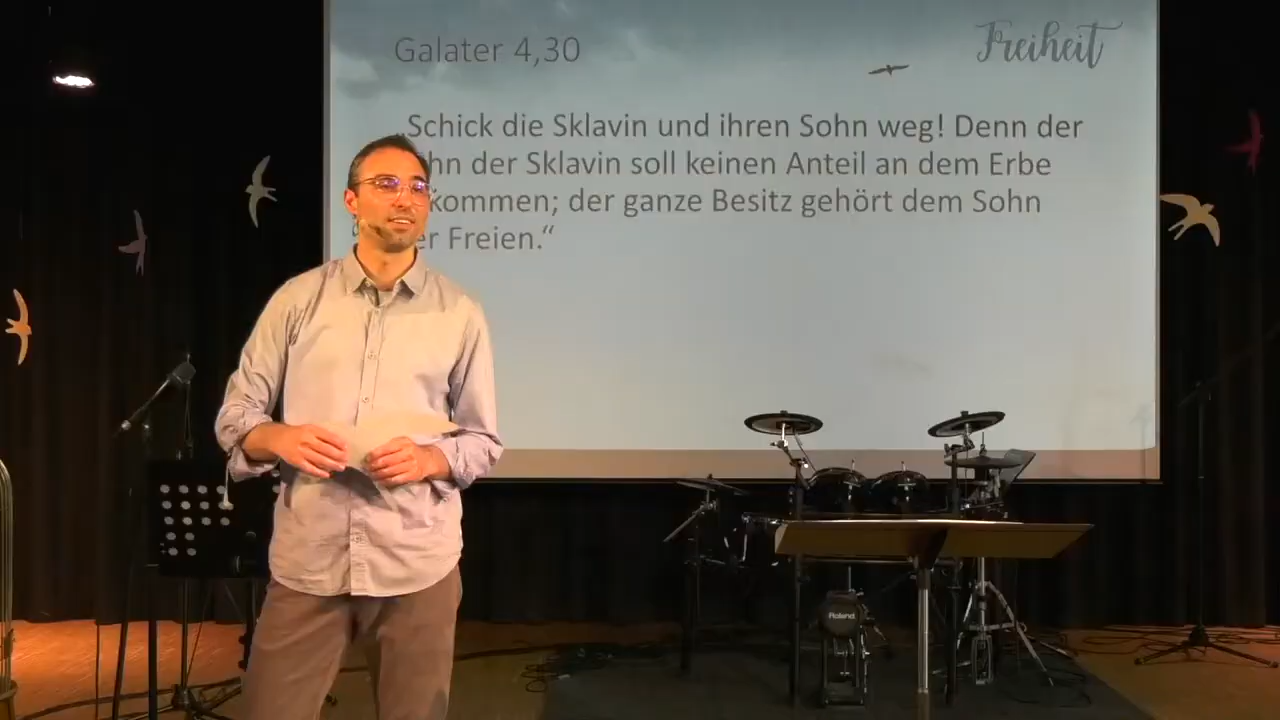 Galater 4,30
Freiheit
„Schick die Sklavin und ihren Sohn weg! Denn der
der Sklavin soll keinen Anteil an dem Erbe
kommen; der ganze Besitz gehört dem Sohn
Freien.“
Roland